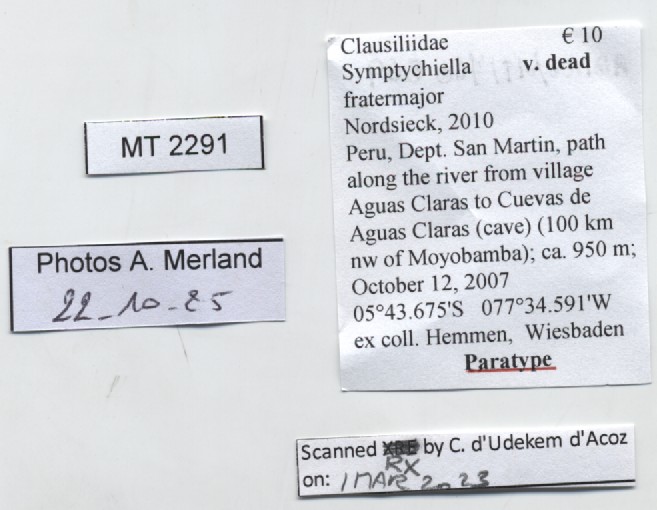 Clausiliidae € 10
Symptychiella v. dead
fratermajor
Nordsieck, 2010
Peru, Dept. San Martin, path
along the river from village
Aguas Claras to Cuevas de
Aguas Claras (cave) (100 km
nw of Moyobamba); ca. 950 m;
October 12, 2007
05°43.675'S 077°34.591'W
ex coll. Hemmen, Wiesbaden
Paratype
MT 2291
Photos A. Merland
22-10-25
Scanned by C. d'Udekem d'Acoz
RX
on: 1 MAR 2023